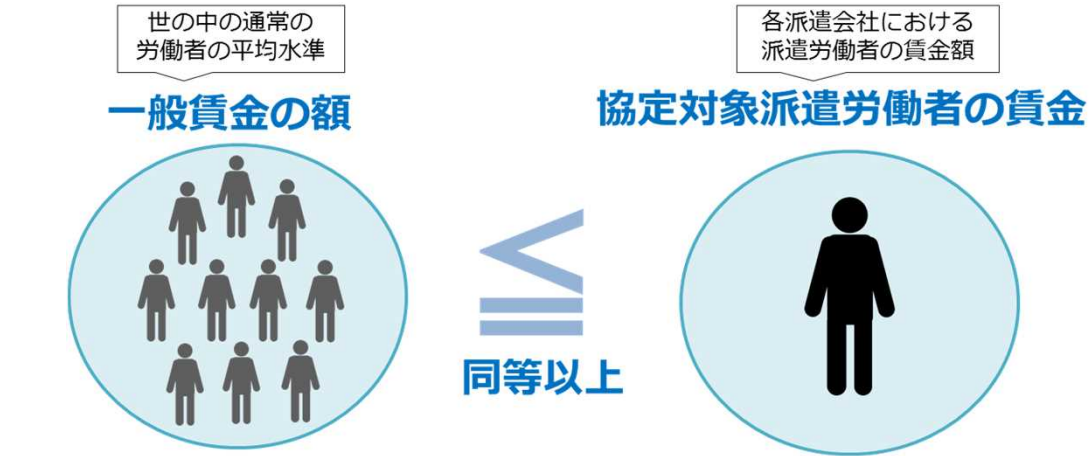 世の中の通常の
労働者の平均水準
一般賃金の額
各派遣会社における
派遣労働者の賃金額
協定対象派遣労働者の賃金
≦
同等以上